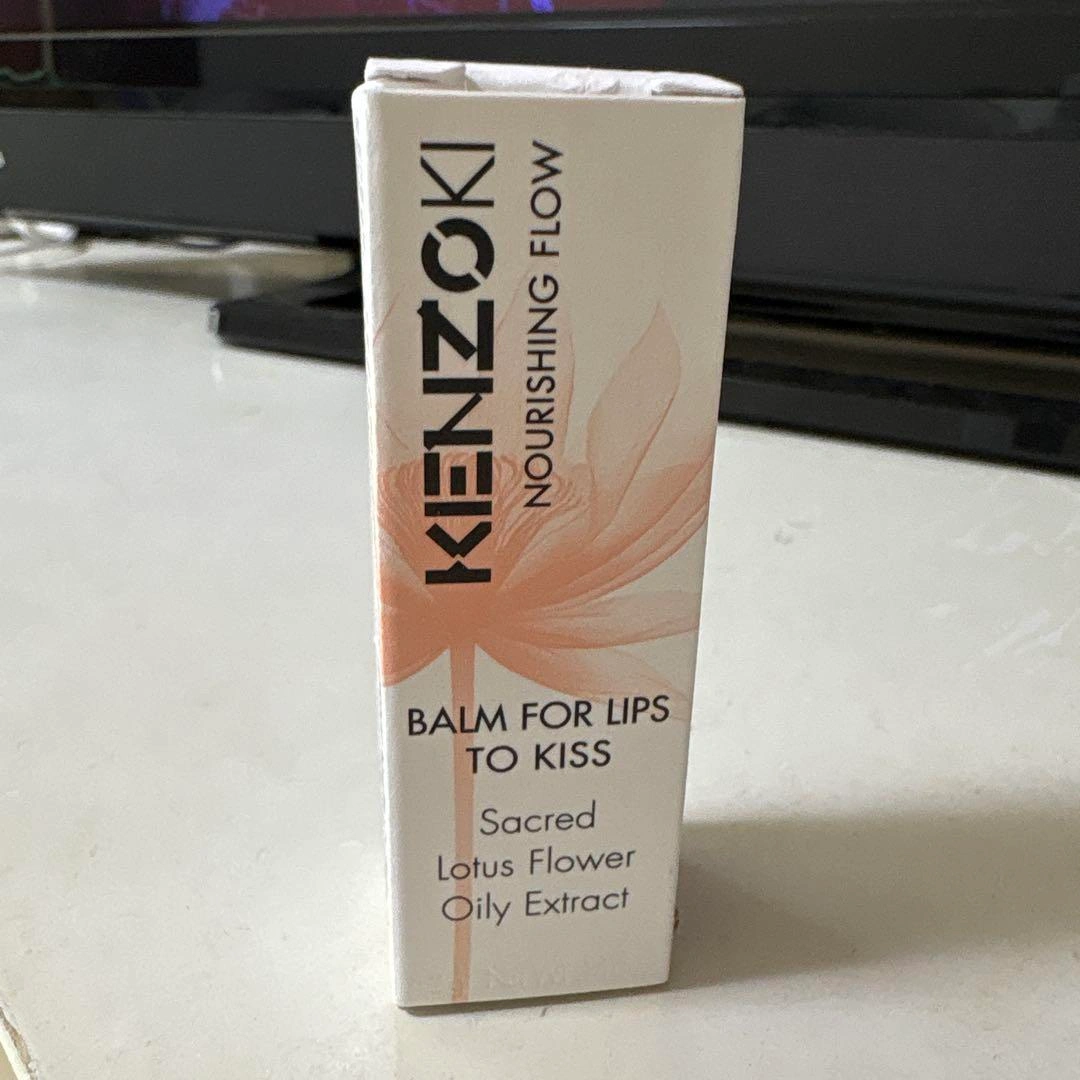 KENZOKI
NOURISHING FLOW
BALM FOR LIPS
TO KISS
Sacred
Lotus Flower
Oily Extract